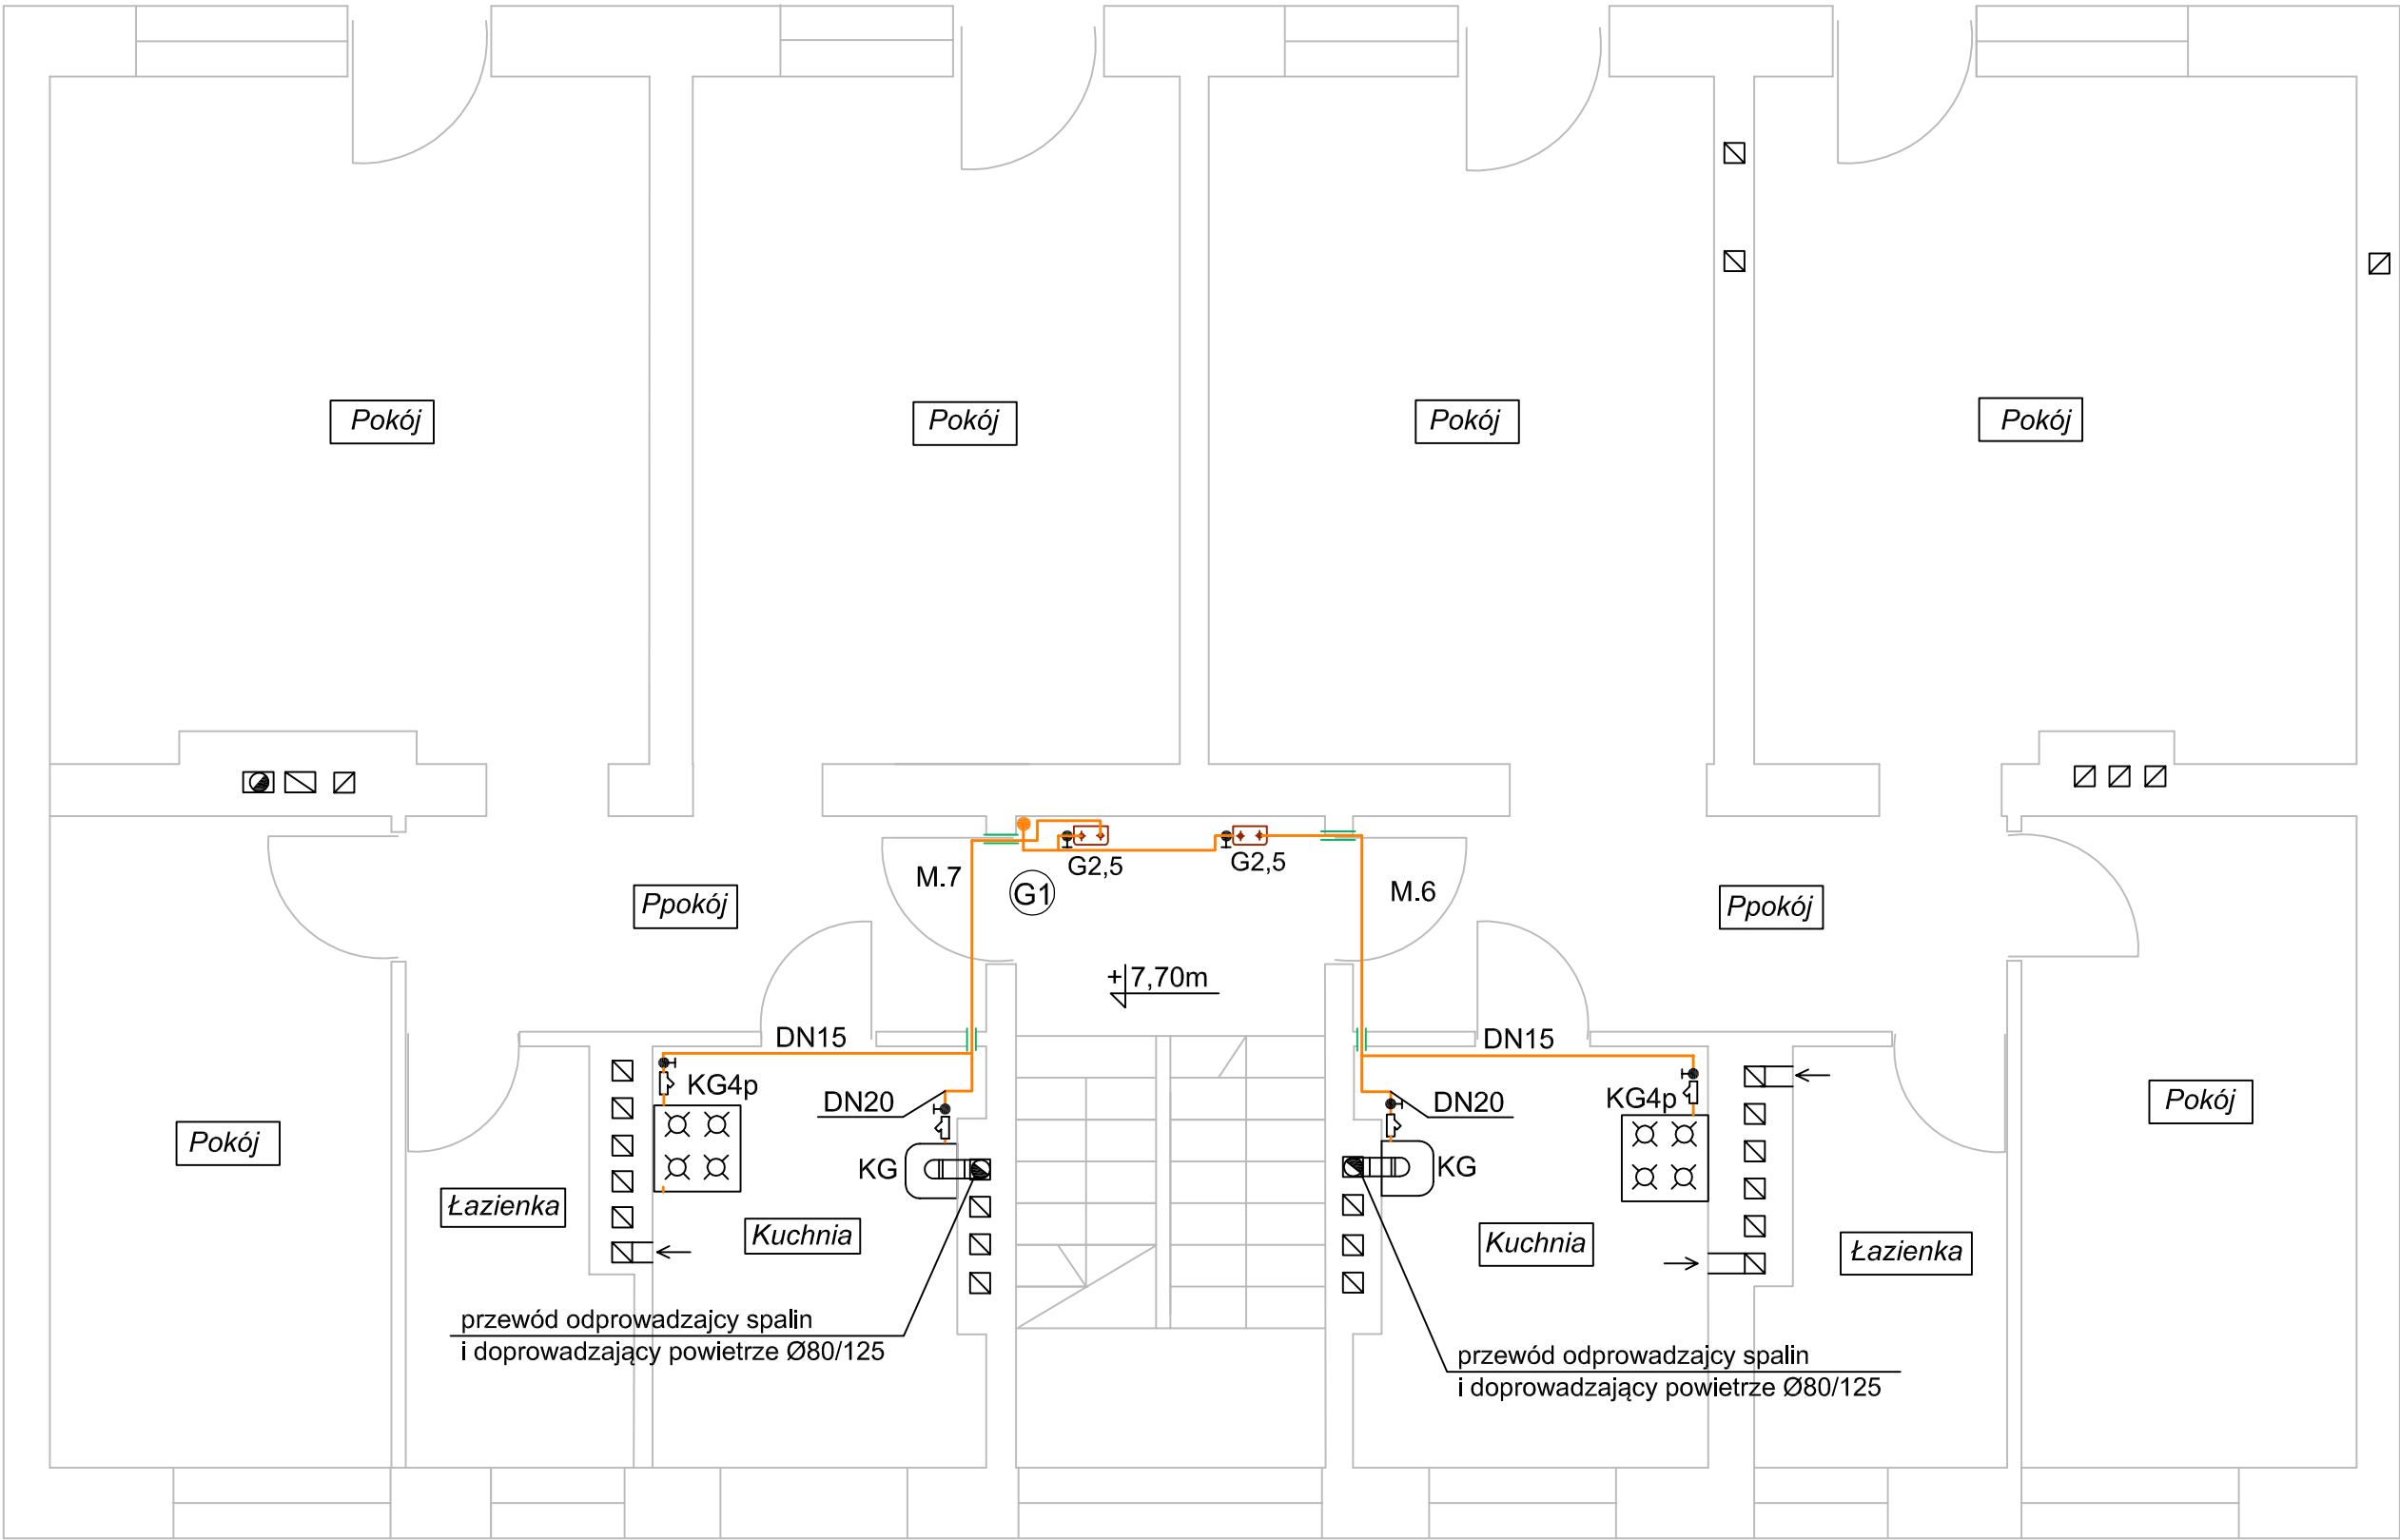 Pokój
Pokój
Pokój
Pokój
G2,5
G2,5
M.7
G1
M.6
Ppokój
Ppokój
+7,70m
DN15
DN15
KG4p
KG4p
DN20
DN20
Pokój
Pokój
KG
KG
Łazienka
Kuchnia
Kuchnia
Łazienka
przewód odprowadzajcy spalin
i doprowadzający powietrze Ø80/125
przewód odprowadzajcy spalin
i doprowadzający powietrze Ø80/125